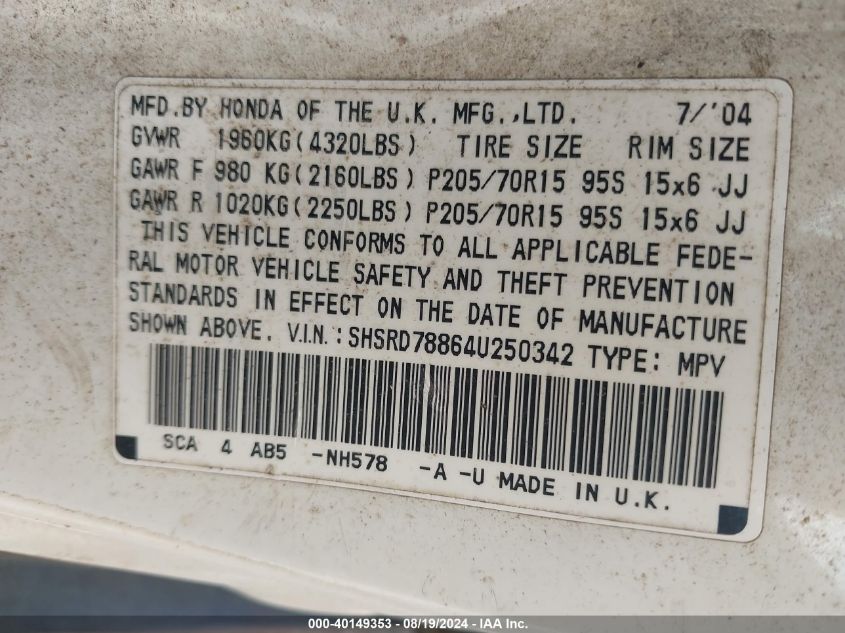 MFD.BY HONDA OF THE U.K. MFG.,LTD. 7/'04
GVWR 1960KG(4320LBS) TIRE SIZE RIM SIZE
GAWR F 980 KG(2160LBS) P205/70R15 95S 15x6 JJ
GAWR R 1020KG(2250LBS) P205/70R15 95S 15x6 JJ
THIS VEHICLE CONFORMS TO ALL APPLICABLE FEDE-
RAL MOTOR VEHICLE SAFETY AND THEFT PREVENTION
STANDARDS IN EFFECT ON THE DATE OF MANUFACTURE
SHOWN ABOVE. V.I.N.:SHSRD78864U250342 TYPE: MPV
SCA 4 AB5 -NH578 -A -U MADE IN U.K.
000-40149353 - 08/19/2024 - IAA Inc.